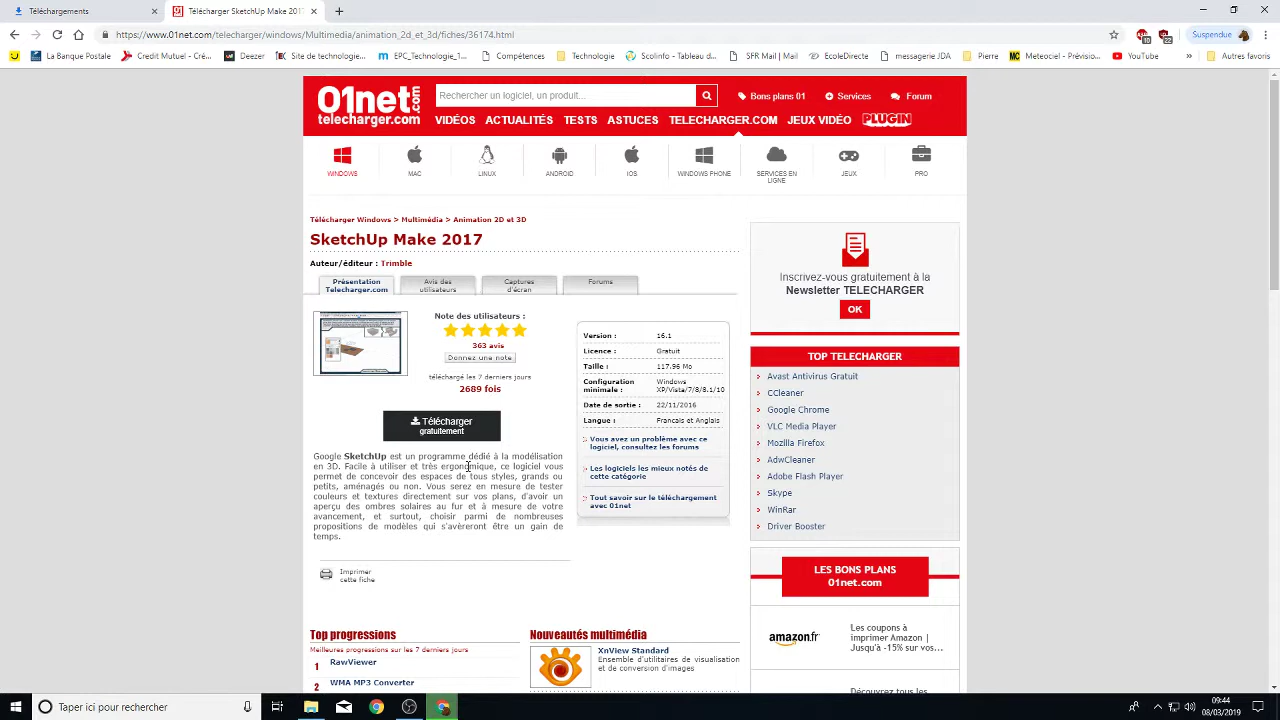 Téléchargements
Télécharger SketchUp Make 2017
https://www.01net.com/telecharger/windows/Multimedia/animation_2d_et_3d/fiches/36174.html
Suspendue
La Banque Postale
Crédit Mutuel - Créd...
Deezer
Site de technologie...
EPC_Technologie_1...
Compétences
Technologie
Scolinfo - Tableau d...
SFR Mail | Mail
EcoleDirecte
messagerie JDA
Pierre
Meteociel - Prévisio...
YouTube
»
Autres favoris
01net.com
telecharger.com
Rechercher un logiciel, un produit...
Bons plans 01
Services
Forum
VIDÉOS ACTUALITÉS TESTS ASTUCES TELECHARGER.COM JEUX VIDÉO PLUGIN
WINDOWS
MAC
LINUX
ANDROID
IOS
WINDOWS PHONE
SERVICES EN
LIGNE
JEUX
PRO
Télécharger Windows > Multimédia > Animation 2D et 3D
SketchUp Make 2017
Auteur/éditeur : Trimble
Présentation
Telecharger.com
Avis des
utilisateurs
Captures
d'écran
Forums
Note des utilisateurs :
363 avis
Donnez une note
téléchargé les 7 derniers jours
2689 fois
Télécharger
gratuitement
Version : 16.1
Licence : Gratuit
Taille : 117.96 Mo
Configuration Windows
minimale : XP/Vista/7/8/8.1/10
Date de sortie : 22/11/2016
Langue : Francais et Anglais
Vous avez un problème avec ce
logiciel, consultez les forums
Les logiciels les mieux notés de
cette catégorie
Tout savoir sur le téléchargement
avec 01net
Google SketchUp est un programme dédié à la modélisation
en 3D. Facile à utiliser et très ergonomique, ce logiciel vous
permet de concevoir des espaces de tous styles, grands ou
petits, aménagés ou non. Vous serez en mesure de tester
couleurs et textures directement sur vos plans, d'avoir un
aperçu des ombres solaires au fur et à mesure de votre
avancement, et surtout, choisir parmi de nombreuses
propositions de modèles qui s'avèreront être un gain de
temps.
Imprimer
cette fiche
Top progressions
Meilleures progressions sur les 7 derniers jours
1 RawViewer
2 WMA MP3 Converter
Nouveautés multimédia
XnView Standard
Ensemble d'utilitaires de visualisation
et de conversion d'images
Inscrivez-vous gratuitement à la
Newsletter TELECHARGER
OK
TOP TELECHARGER
Avast Antivirus Gratuit
CCleaner
Google Chrome
VLC Media Player
Mozilla Firefox
AdwCleaner
Adobe Flash Player
Skype
WinRar
Driver Booster
LES BONS PLANS
01net.com
amazon.fr
Les coupons à
imprimer Amazon |
Jusqu'à -15% sur vos...
Découvrez tous les
Taper ici pour rechercher
09:44
08/03/2019